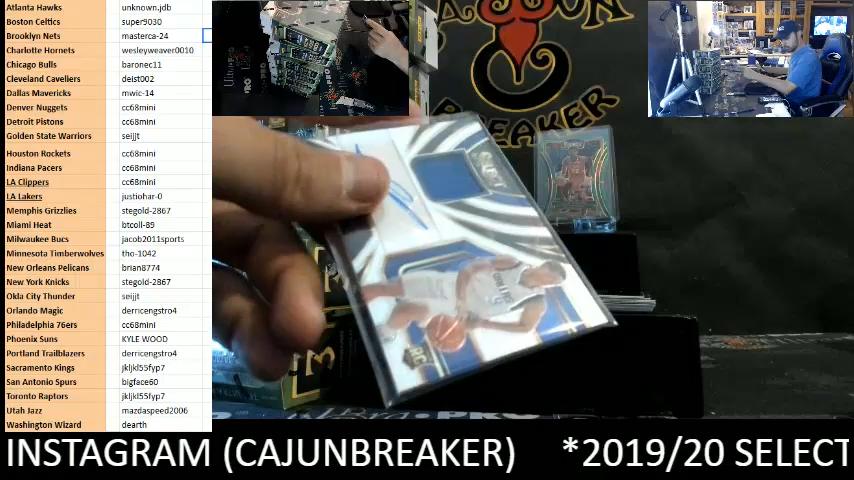 Atlanta Hawks unknown.jdb
Boston Celtics super9030
Brooklyn Nets masterca-24
Charlotte Hornets wesleyweaver0010
Chicago Bulls baronec11
Cleveland Cavaliers deist002
Dallas Mavericks mwic-14
Denver Nuggets cc68mini
Detroit Pistons cc68mini
Golden State Warriors seijjt
Houston Rockets cc68mini
Indiana Pacers cc68mini
LA Clippers cc68mini
LA Lakers justiohar-0
Memphis Grizzlies stegold-2867
Miami Heat btcoll-89
Milwaukee Bucs jacob2011sports
Minnesota Timberwolves tho-1042
New Orleans Pelicans brian8774
New York Knicks stegold-2867
Okla City Thunder seijjt
Orlando Magic derricengstro4
Philadelphia 76ers cc68mini
Phoenix Suns KYLE WOOD
Portland Trailblazers derricengstro4
Sacramento Kings jkljkl55fyp7
San Antonio Spurs bigface60
Toronto Raptors jkljkl55fyp7
Utah Jazz mazdaspeed2006
Washington Wizard dearth
BREAKER
RC
PRO
INSTAGRAM (CAJUNBREAKER) *2019/20 SELECT